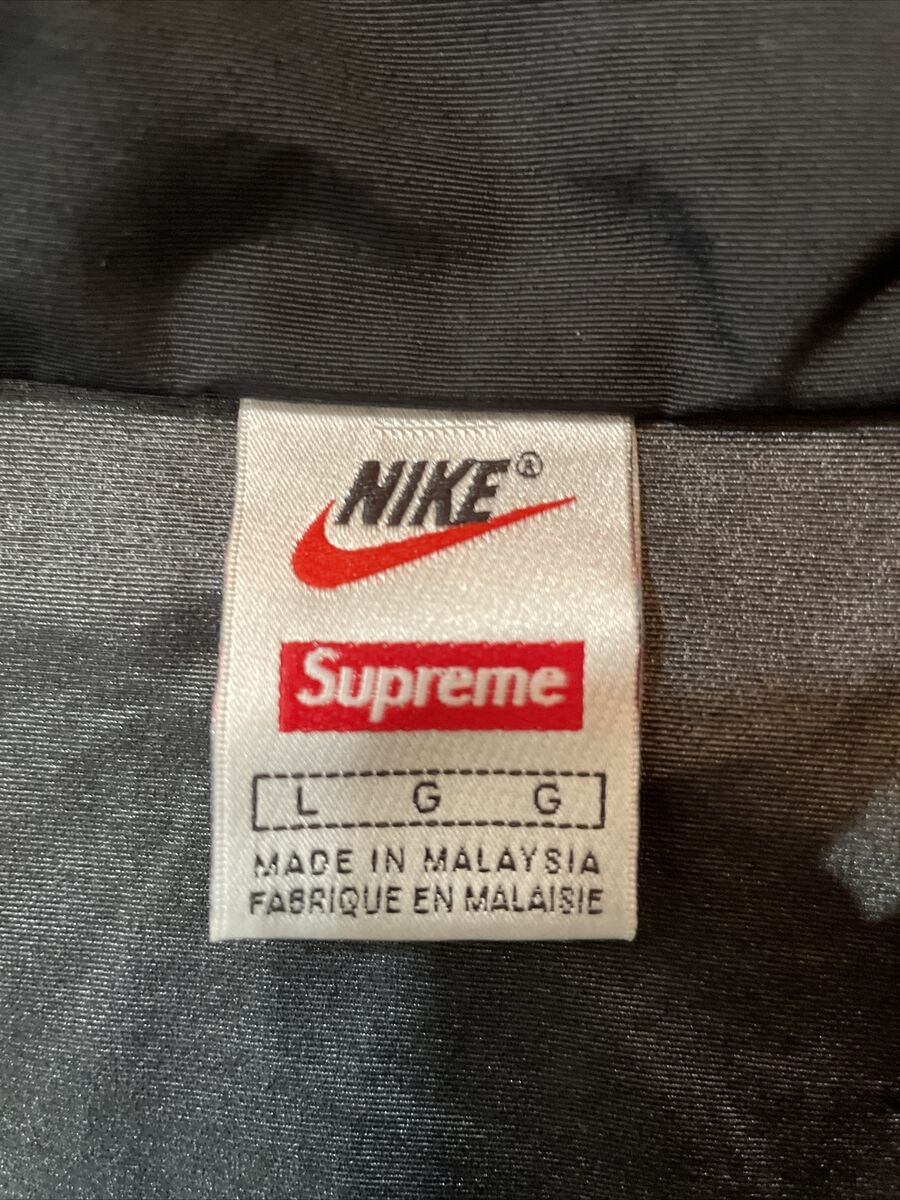 NIKE®
Supreme
L G G
MADE IN MALAYSIA
FABRIQUE EN MALAISIE